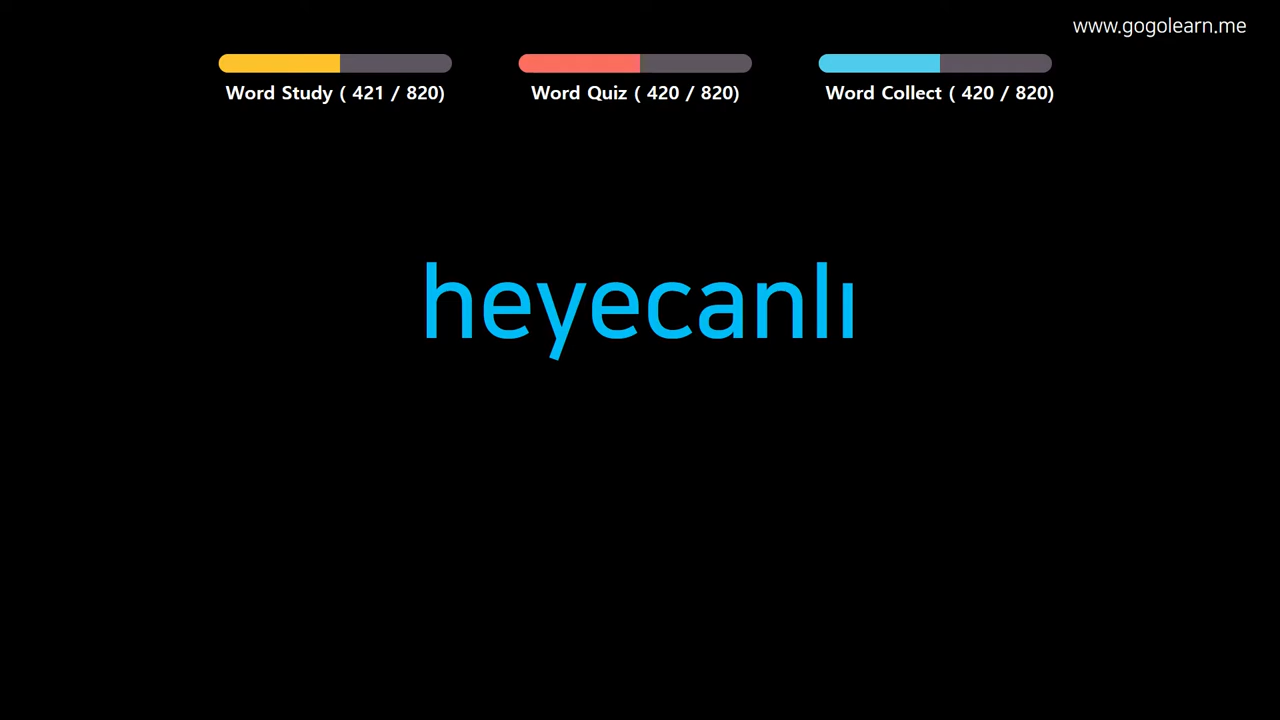 www.gogolearn.me
Word Study ( 421 / 820)
Word Quiz ( 420 / 820)
Word Collect ( 420 / 820)
heyecanlı